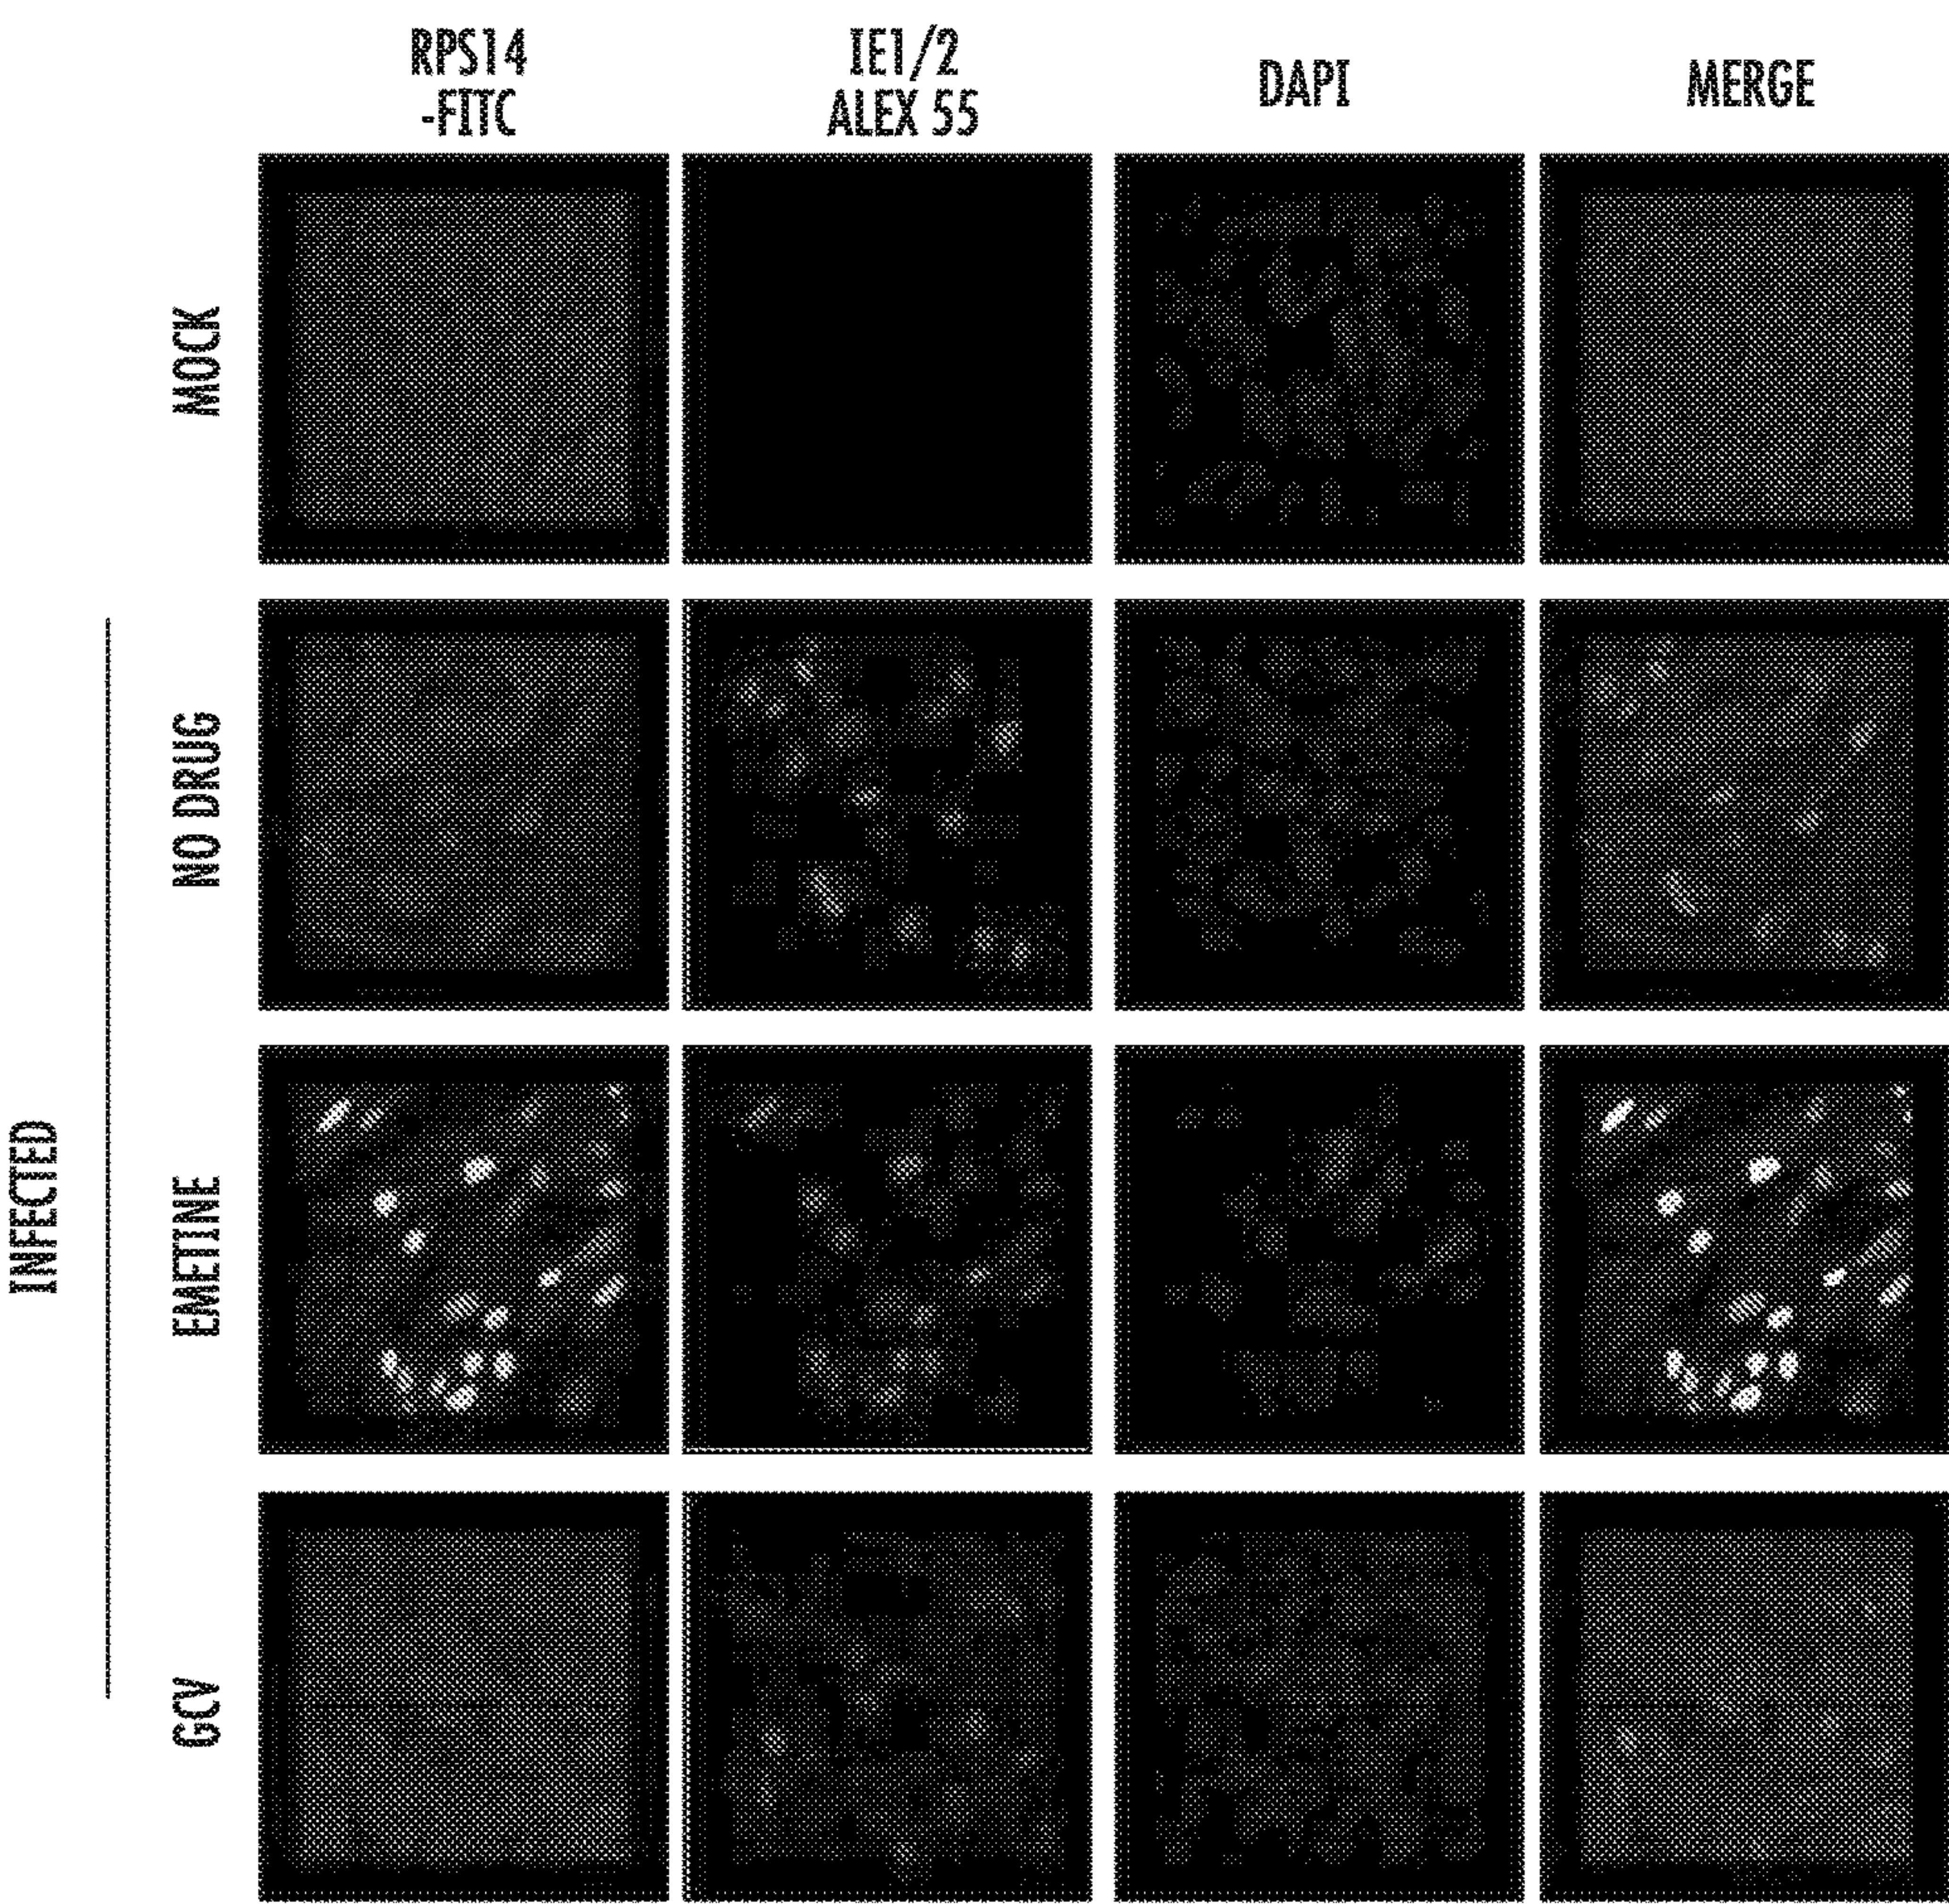 RPS14
-FITC
IE1/2
ALEX 55
DAPI
MERGE
MOCK
INFECTED
NO DRUG
EMETINE
GCV